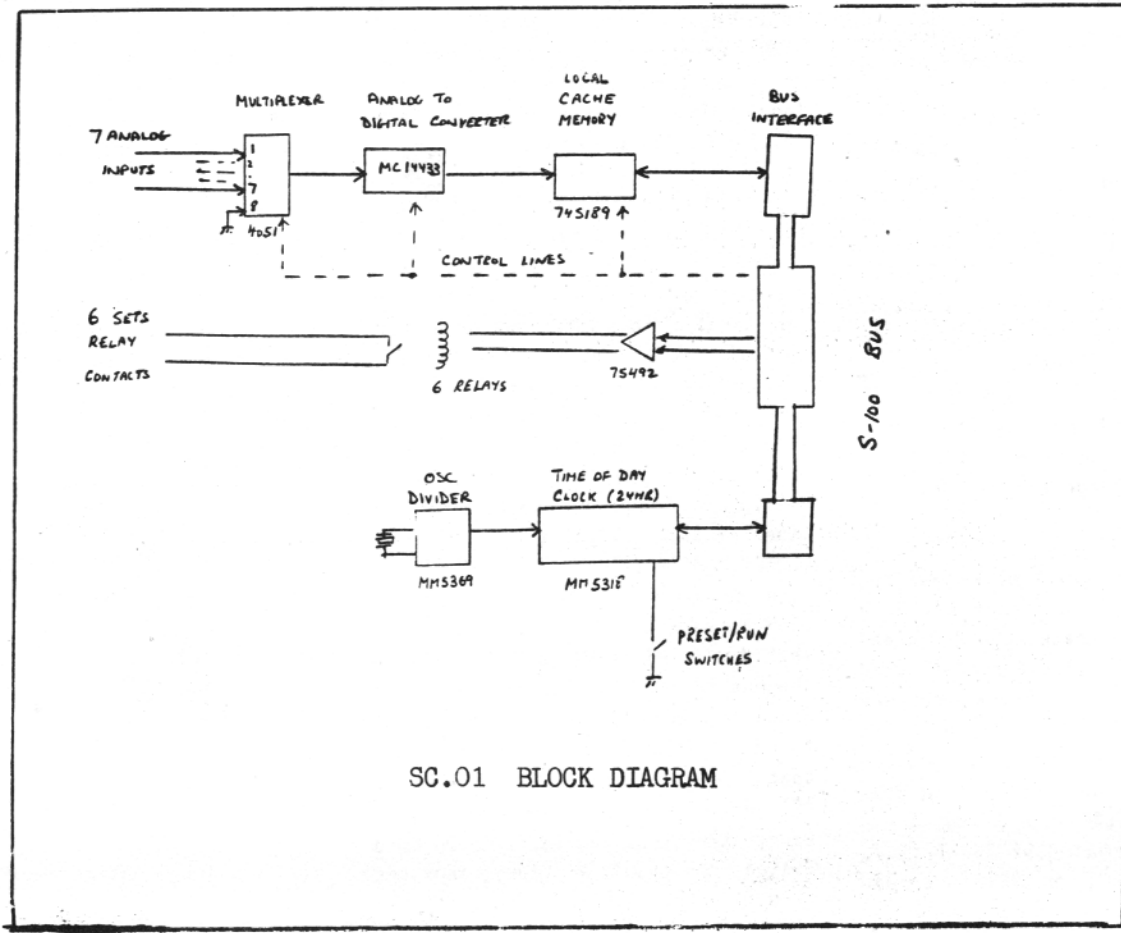 MULTIPLEXER
ANALOG TO
DIGITAL CONVERTER
LOCAL
CACHE
MEMORY
BUS
INTERFACE
7 ANALOG
INPUTS
1
2
7
8
4051
MC14433
74S189
CONTROL LINES
6 SETS
RELAY
CONTACTS
6 RELAYS
75492
S-100 BUS
OSC
DIVIDER
TIME OF DAY
CLOCK (24HR)
MM5369
PRESET/RUN
SWITCHES
SC.01 BLOCK DIAGRAM